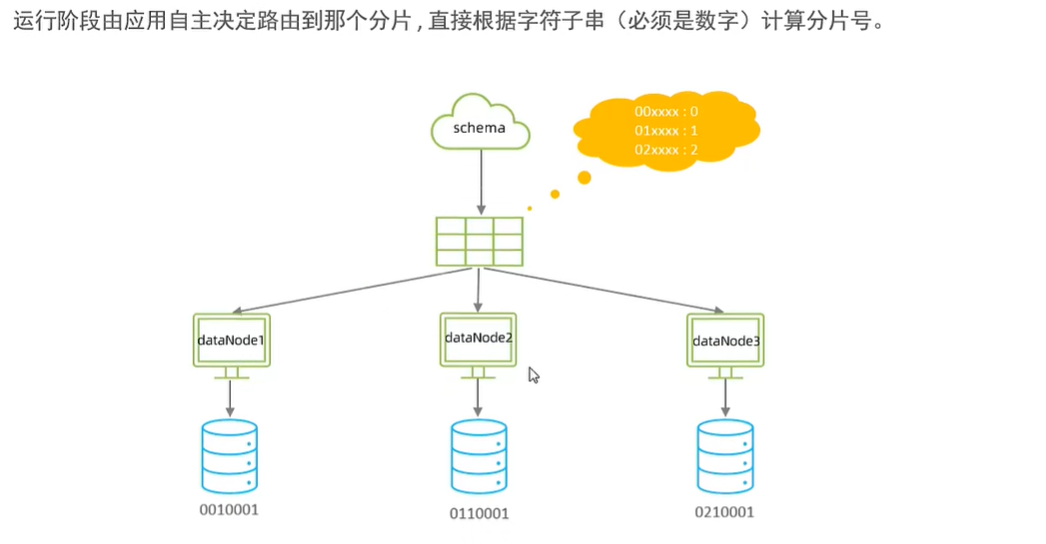 运行阶段由应用自主决定路由到那个分片 , 直接根据字符子串（必须是数字）计算分片号。
schema
00xxxx : 0
01xxxx : 1
02xxxx : 2
dataNode1
dataNode2
dataNode3
0010001
0110001
0210001